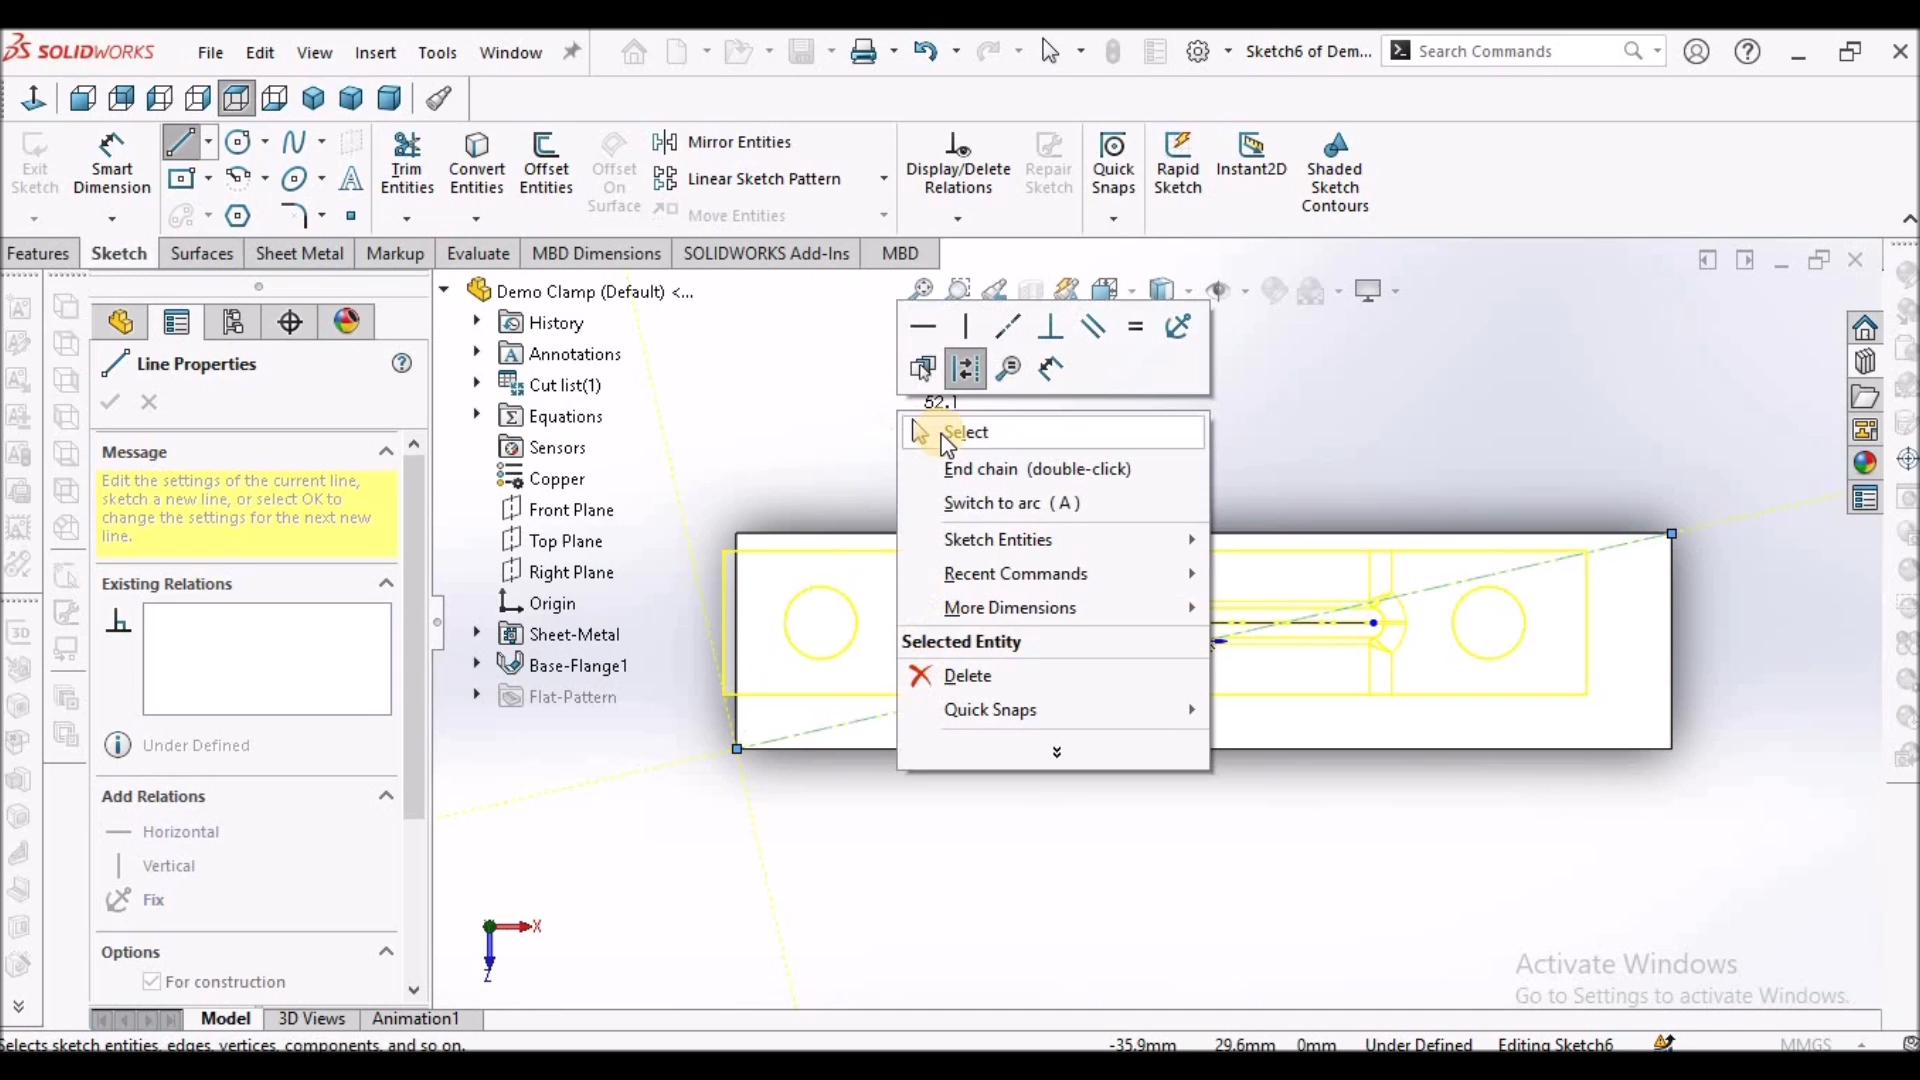 SOLIDWORKS
File Edit View Insert Tools Window
Sketch6 of Dem...
Search Commands
Exit Sketch
Smart Dimension
Trim Entities
Convert Entities
Offset Entities
Offset On Surface
Mirror Entities
Linear Sketch Pattern
Move Entities
Display/Delete Relations
Repair Sketch
Quick Snaps
Rapid Sketch
Instant2D
Shaded Sketch Contours
Features Sketch Surfaces Sheet Metal Markup Evaluate MBD Dimensions SOLIDWORKS Add-Ins MBD
Line Properties
Message
Edit the settings of the current line,
sketch a new line, or select OK to
change the settings for the next new
line.
Existing Relations
Under Defined
Add Relations
Horizontal
Vertical
Fix
Options
For construction
Demo Clamp (Default) <...
History
Annotations
Cut list(1)
Equations
Sensors
Copper
Front Plane
Top Plane
Right Plane
Origin
Sheet-Metal
Base-Flange1
Flat-Pattern
52.1
Select
End chain (double-click)
Switch to arc (A)
Sketch Entities
Recent Commands
More Dimensions
Selected Entity
Delete
Quick Snaps
X
Z
Activate Windows
Go to Settings to activate Windows.
Model 3D Views Animation1
Selects sketch entities, edges, vertices, components, and so on.
-35.9mm 29.6mm 0mm Under Defined Editing Sketch6 MMGS